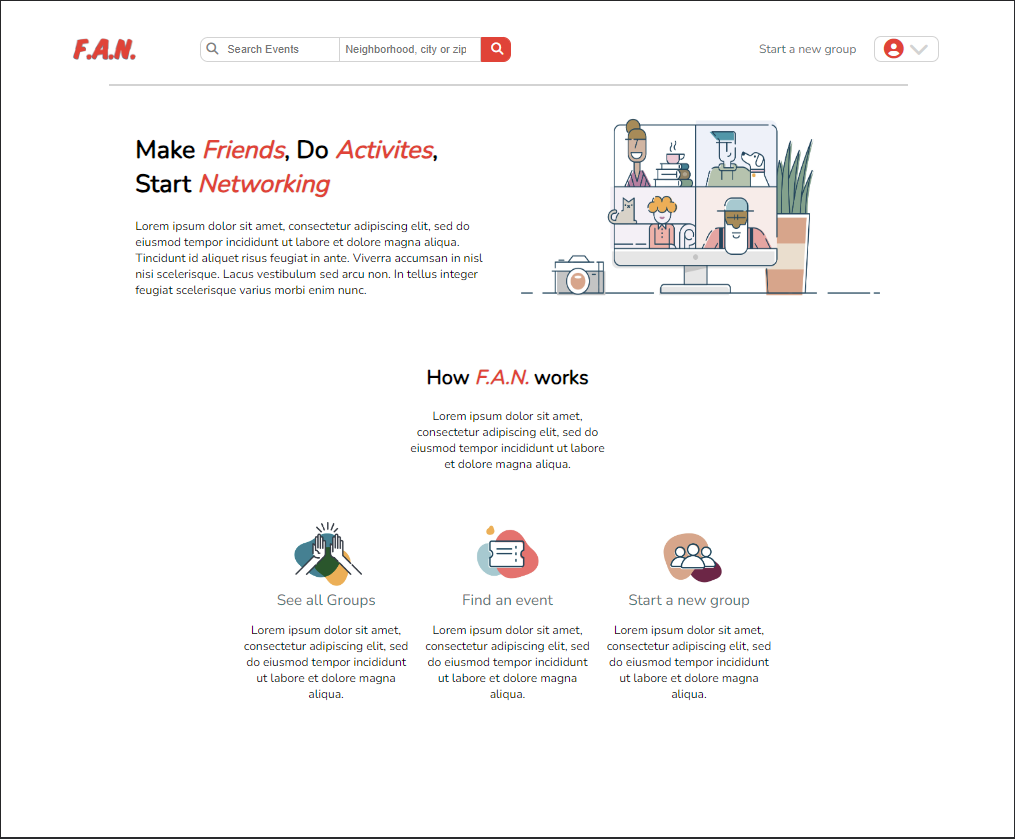 F.A.N.
Search Events
Neighborhood, city or zip
Start a new group
Make Friends, Do Activites,
Start Networking
Lorem ipsum dolor sit amet, consectetur adipiscing elit, sed do
eiusmod tempor incididunt ut labore et dolore magna aliqua.
Tincidunt id aliquet risus feugiat in ante. Viverra accumsan in nisl
nisi scelerisque. Lacus vestibulum sed arcu non. In tellus integer
feugiat scelerisque varius morbi enim nunc.
How F.A.N. works
Lorem ipsum dolor sit amet,
consectetur adipiscing elit, sed do
eiusmod tempor incididunt ut labore
et dolore magna aliqua.
See all Groups
Lorem ipsum dolor sit amet,
consectetur adipiscing elit, sed
do eiusmod tempor incididunt
ut labore et dolore magna
aliqua.
Find an event
Lorem ipsum dolor sit amet,
consectetur adipiscing elit, sed
do eiusmod tempor incididunt
ut labore et dolore magna
aliqua.
Start a new group
Lorem ipsum dolor sit amet,
consectetur adipiscing elit, sed
do eiusmod tempor incididunt
ut labore et dolore magna
aliqua.